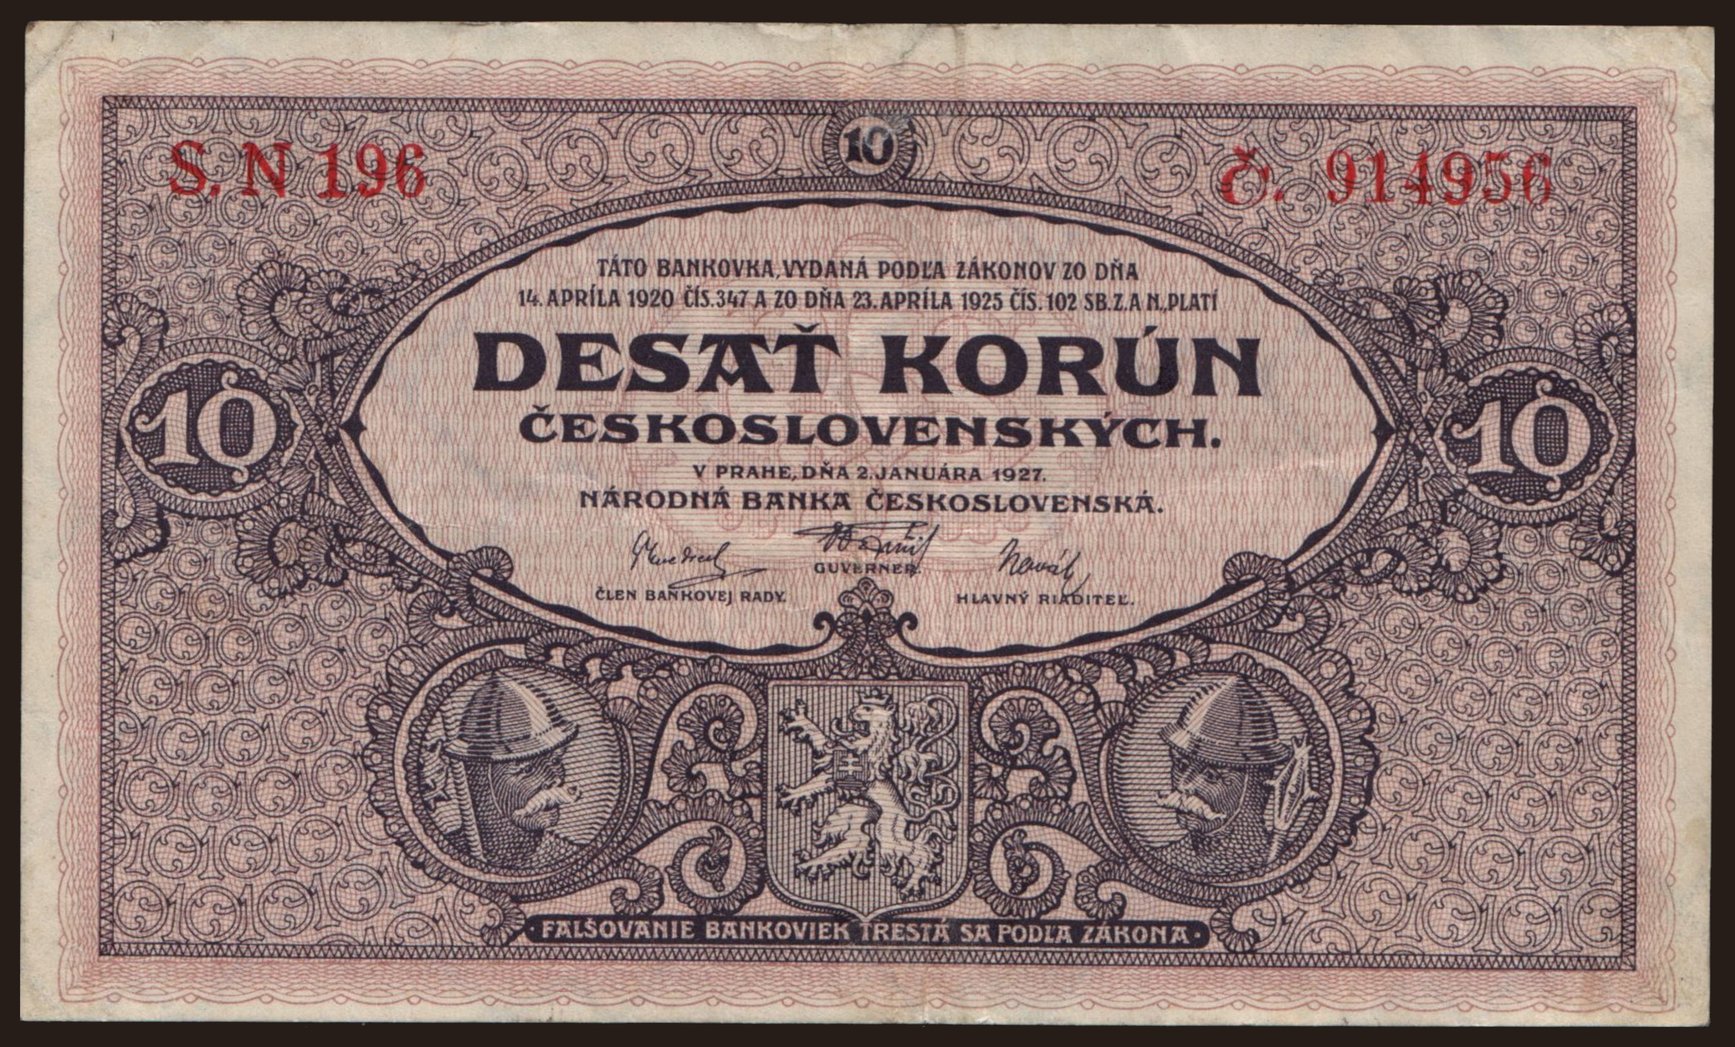 10
S. N 196
Č. 914956
TÁTO BANKOVKA, VYDANÁ PODĽA ZÁKONOV ZO DŇA
14. APRÍLA 1920 ČÍS. 347 A ZO DŇA 23. APRÍLA 1925 ČÍS. 102 SB. Z. A N., PLATÍ
DESAŤ KORÚN
ČESKOSLOVENSKÝCH.
10
10
V PRAHE, DŇA 2. JANUÁRA 1927.
NÁRODNÁ BANKA ČESKOSLOVENSKÁ.
GUVERNER.
ČLEN BANKOVEJ RADY.
HLAVNÝ RIADITEĽ.
· FALŠOVANIE BANKOVIEK TRESTÁ SA PODĽA ZÁKONA ·